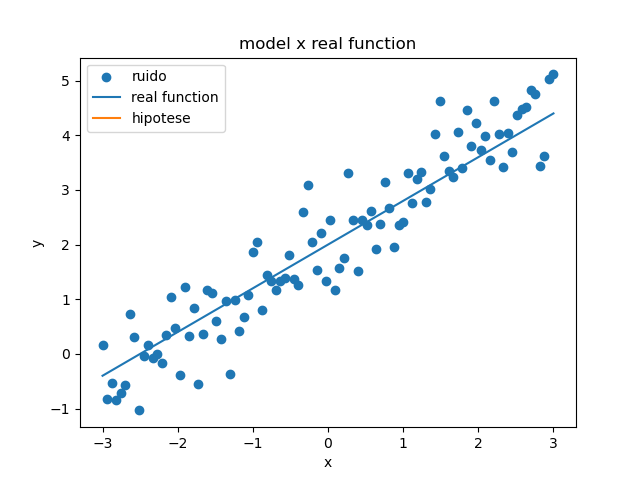 model x real function
ruido
real function
hipotese
5
4
3
2
1
0
−1
y
−3
−2
−1
0
1
2
3
x